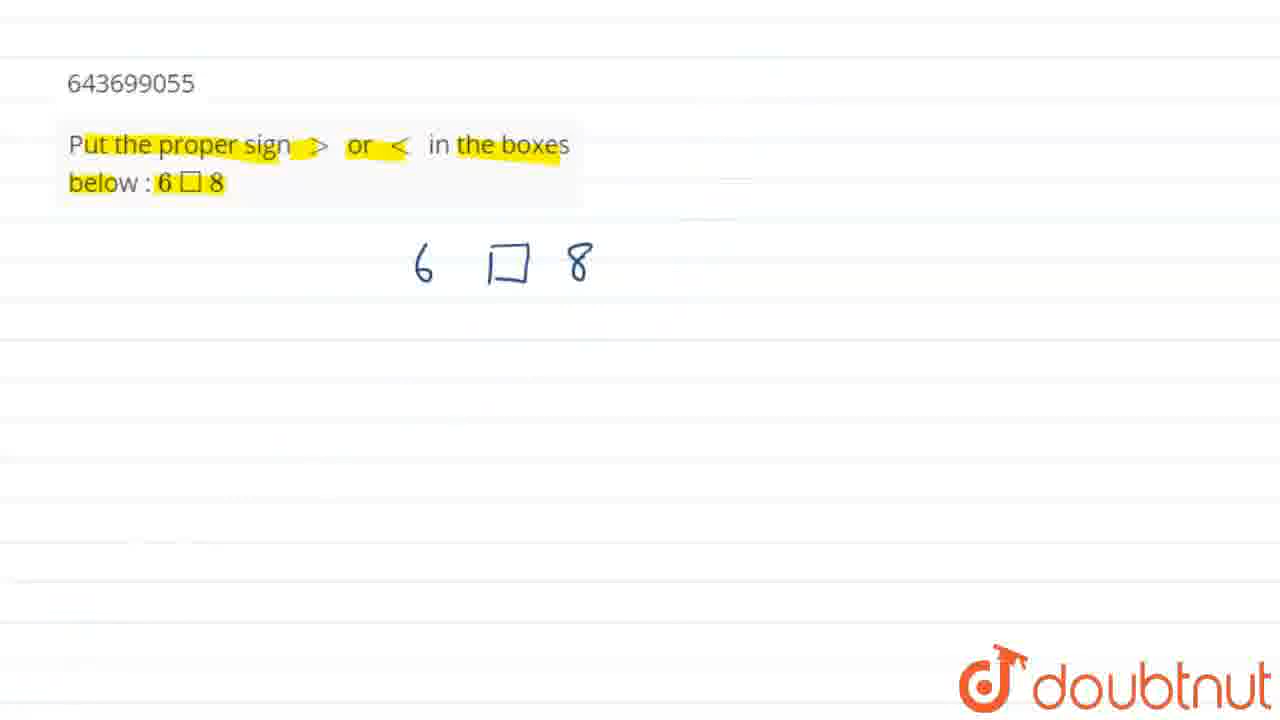 643699055
Put the proper sign > or < in the boxes
below : 6 □ 8
6 □ 8
doubtnut